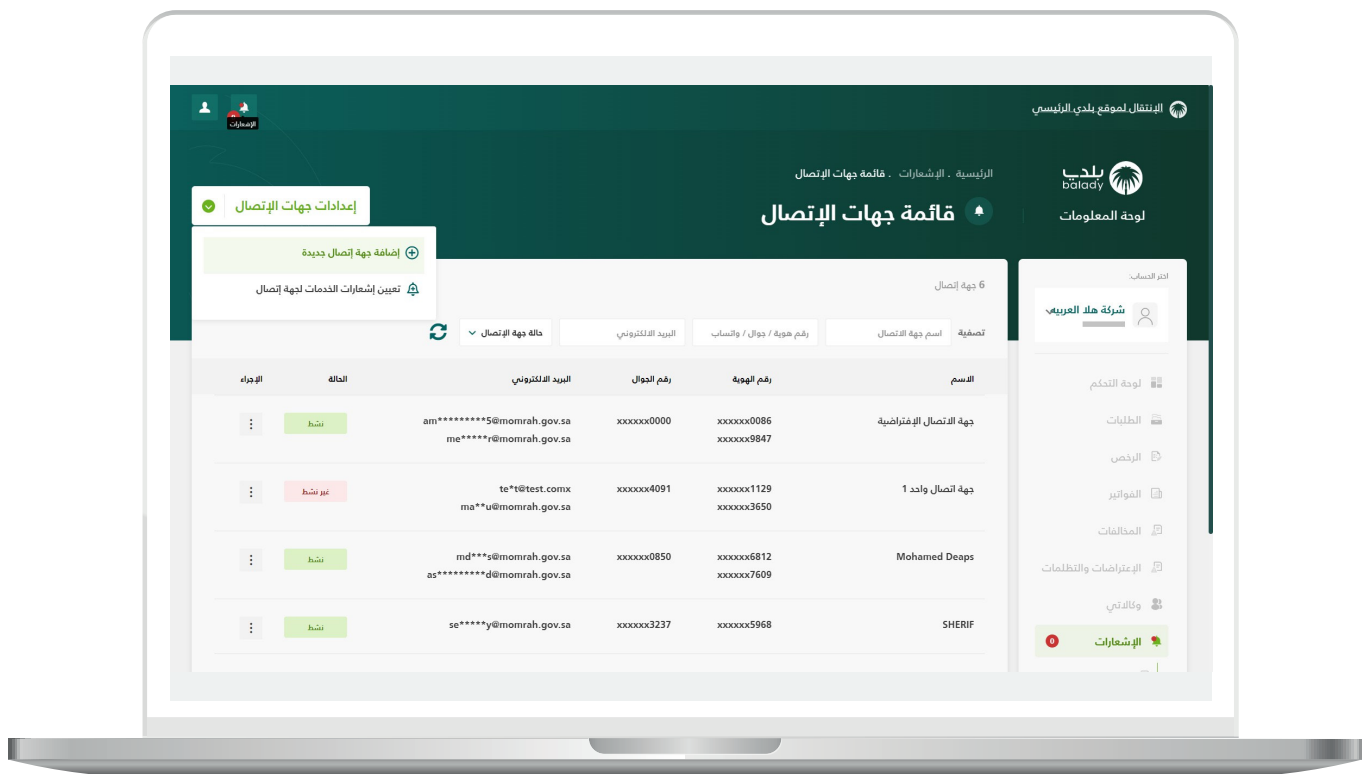 الإنتقال لموقع بلدي الرئيسي
الإشعارات
بلدي
balady
لوحة المعلومات
الرئيسية . الإشعارات . قائمة جهات الإتصال
قائمة جهات الإتصال
إعدادات جهات الإتصال
إضافة جهة إتصال جديدة
تعيين إشعارات الخدمات لجهة إتصال
اختر الحساب:
شركة هلا العربيه
لوحة التحكم
الطلبات
الرخص
الفواتير
المخالفات
الإعتراضات والتظلمات
وكالاتي
الإشعارات 0
6 جهة إتصال
تصفية اسم جهة الاتصال رقم هوية / جوال / واتساب البريد الالكتروني حالة جهة الإتصال
الاسم رقم الهوية رقم الجوال البريد الالكتروني الحالة الإجراء
جهة الاتصال الإفتراضية xxxxxx0086 xxxxxx0000 am*********5@momrah.gov.sa نشط
xxxxxx9847 me*****r@momrah.gov.sa
جهة اتصال واحد 1 xxxxxx1129 xxxxxx4091 te*t@test.comx غير نشط
xxxxxx3650 ma**u@momrah.gov.sa
Mohamed Deaps xxxxxx6812 xxxxxx0850 md***s@momrah.gov.sa نشط
xxxxxx7609 as*********d@momrah.gov.sa
SHERIF xxxxxx5968 xxxxxx3237 se*****y@momrah.gov.sa نشط